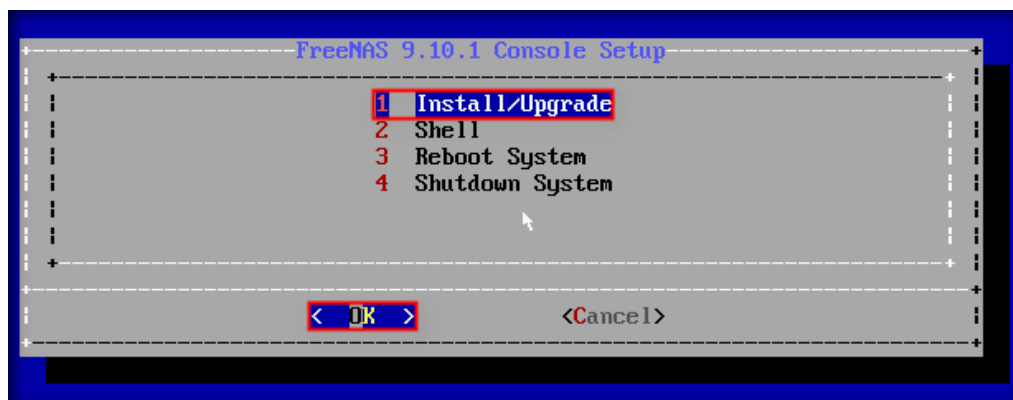 FreeNAS 9.10.1 Console Setup
1 Install/Upgrade
2 Shell
3 Reboot System
4 Shutdown System
< OK > <Cancel>